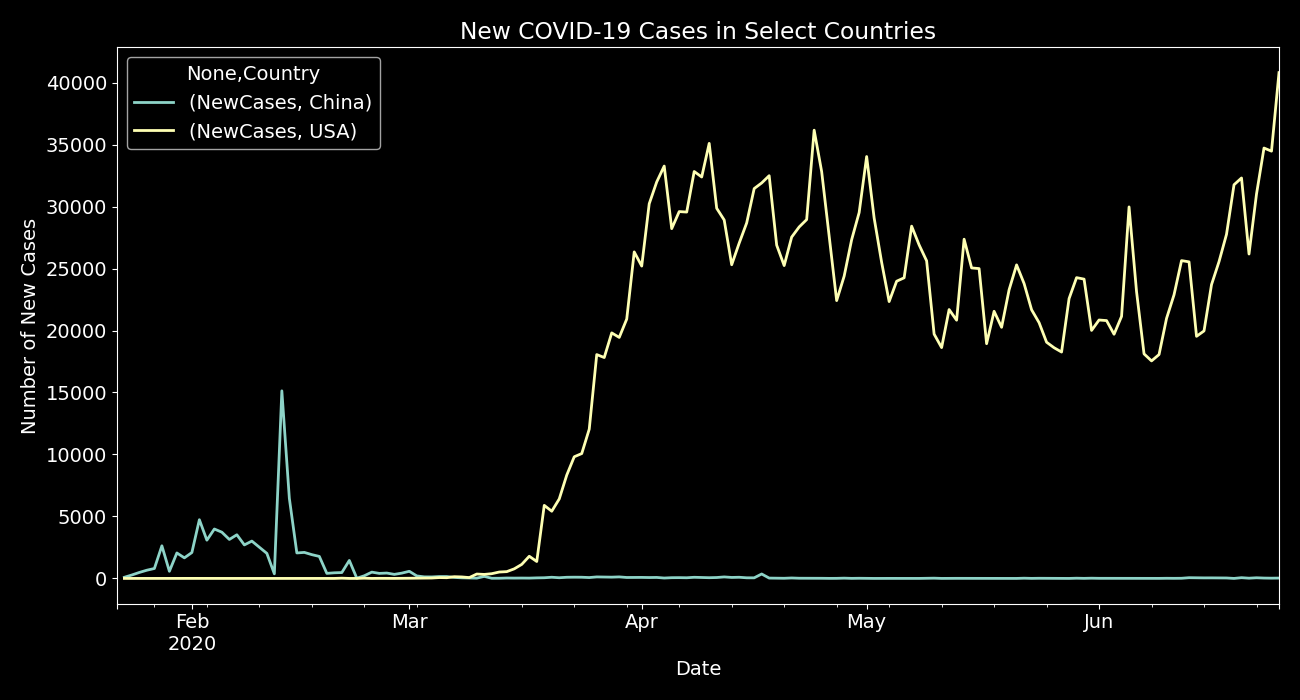 New COVID-19 Cases in Select Countries
None,Country
(NewCases, China)
(NewCases, USA)
40000
35000
30000
25000
20000
15000
10000
5000
0
Number of New Cases
Feb
2020
Mar
Apr
May
Jun
Date